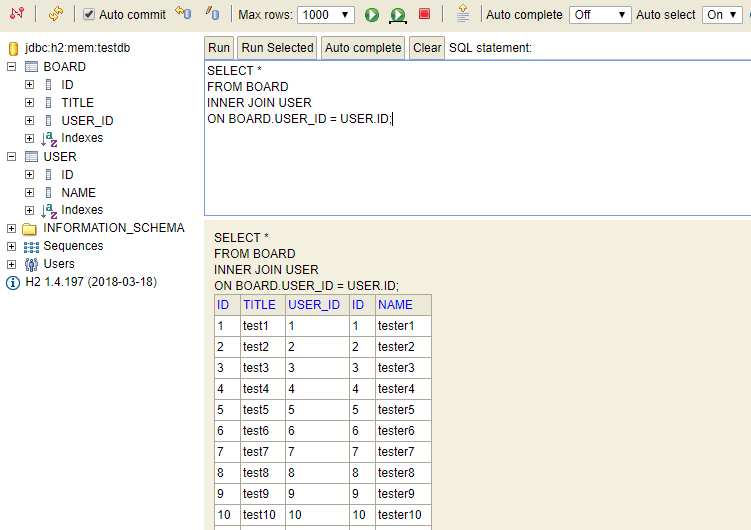 Auto commit Max rows: 1000 Auto complete Off Auto select On
jdbc:h2:mem:testdb
BOARD
ID
TITLE
USER_ID
Indexes
USER
ID
NAME
Indexes
INFORMATION_SCHEMA
Sequences
Users
H2 1.4.197 (2018-03-18)
Run Run Selected Auto complete Clear SQL statement:
SELECT *
FROM BOARD
INNER JOIN USER
ON BOARD.USER_ID = USER.ID;
SELECT *
FROM BOARD
INNER JOIN USER
ON BOARD.USER_ID = USER.ID;
ID TITLE USER_ID ID NAME
1 test1 1 1 tester1
2 test2 2 2 tester2
3 test3 3 3 tester3
4 test4 4 4 tester4
5 test5 5 5 tester5
6 test6 6 6 tester6
7 test7 7 7 tester7
8 test8 8 8 tester8
9 test9 9 9 tester9
10 test10 10 10 tester10